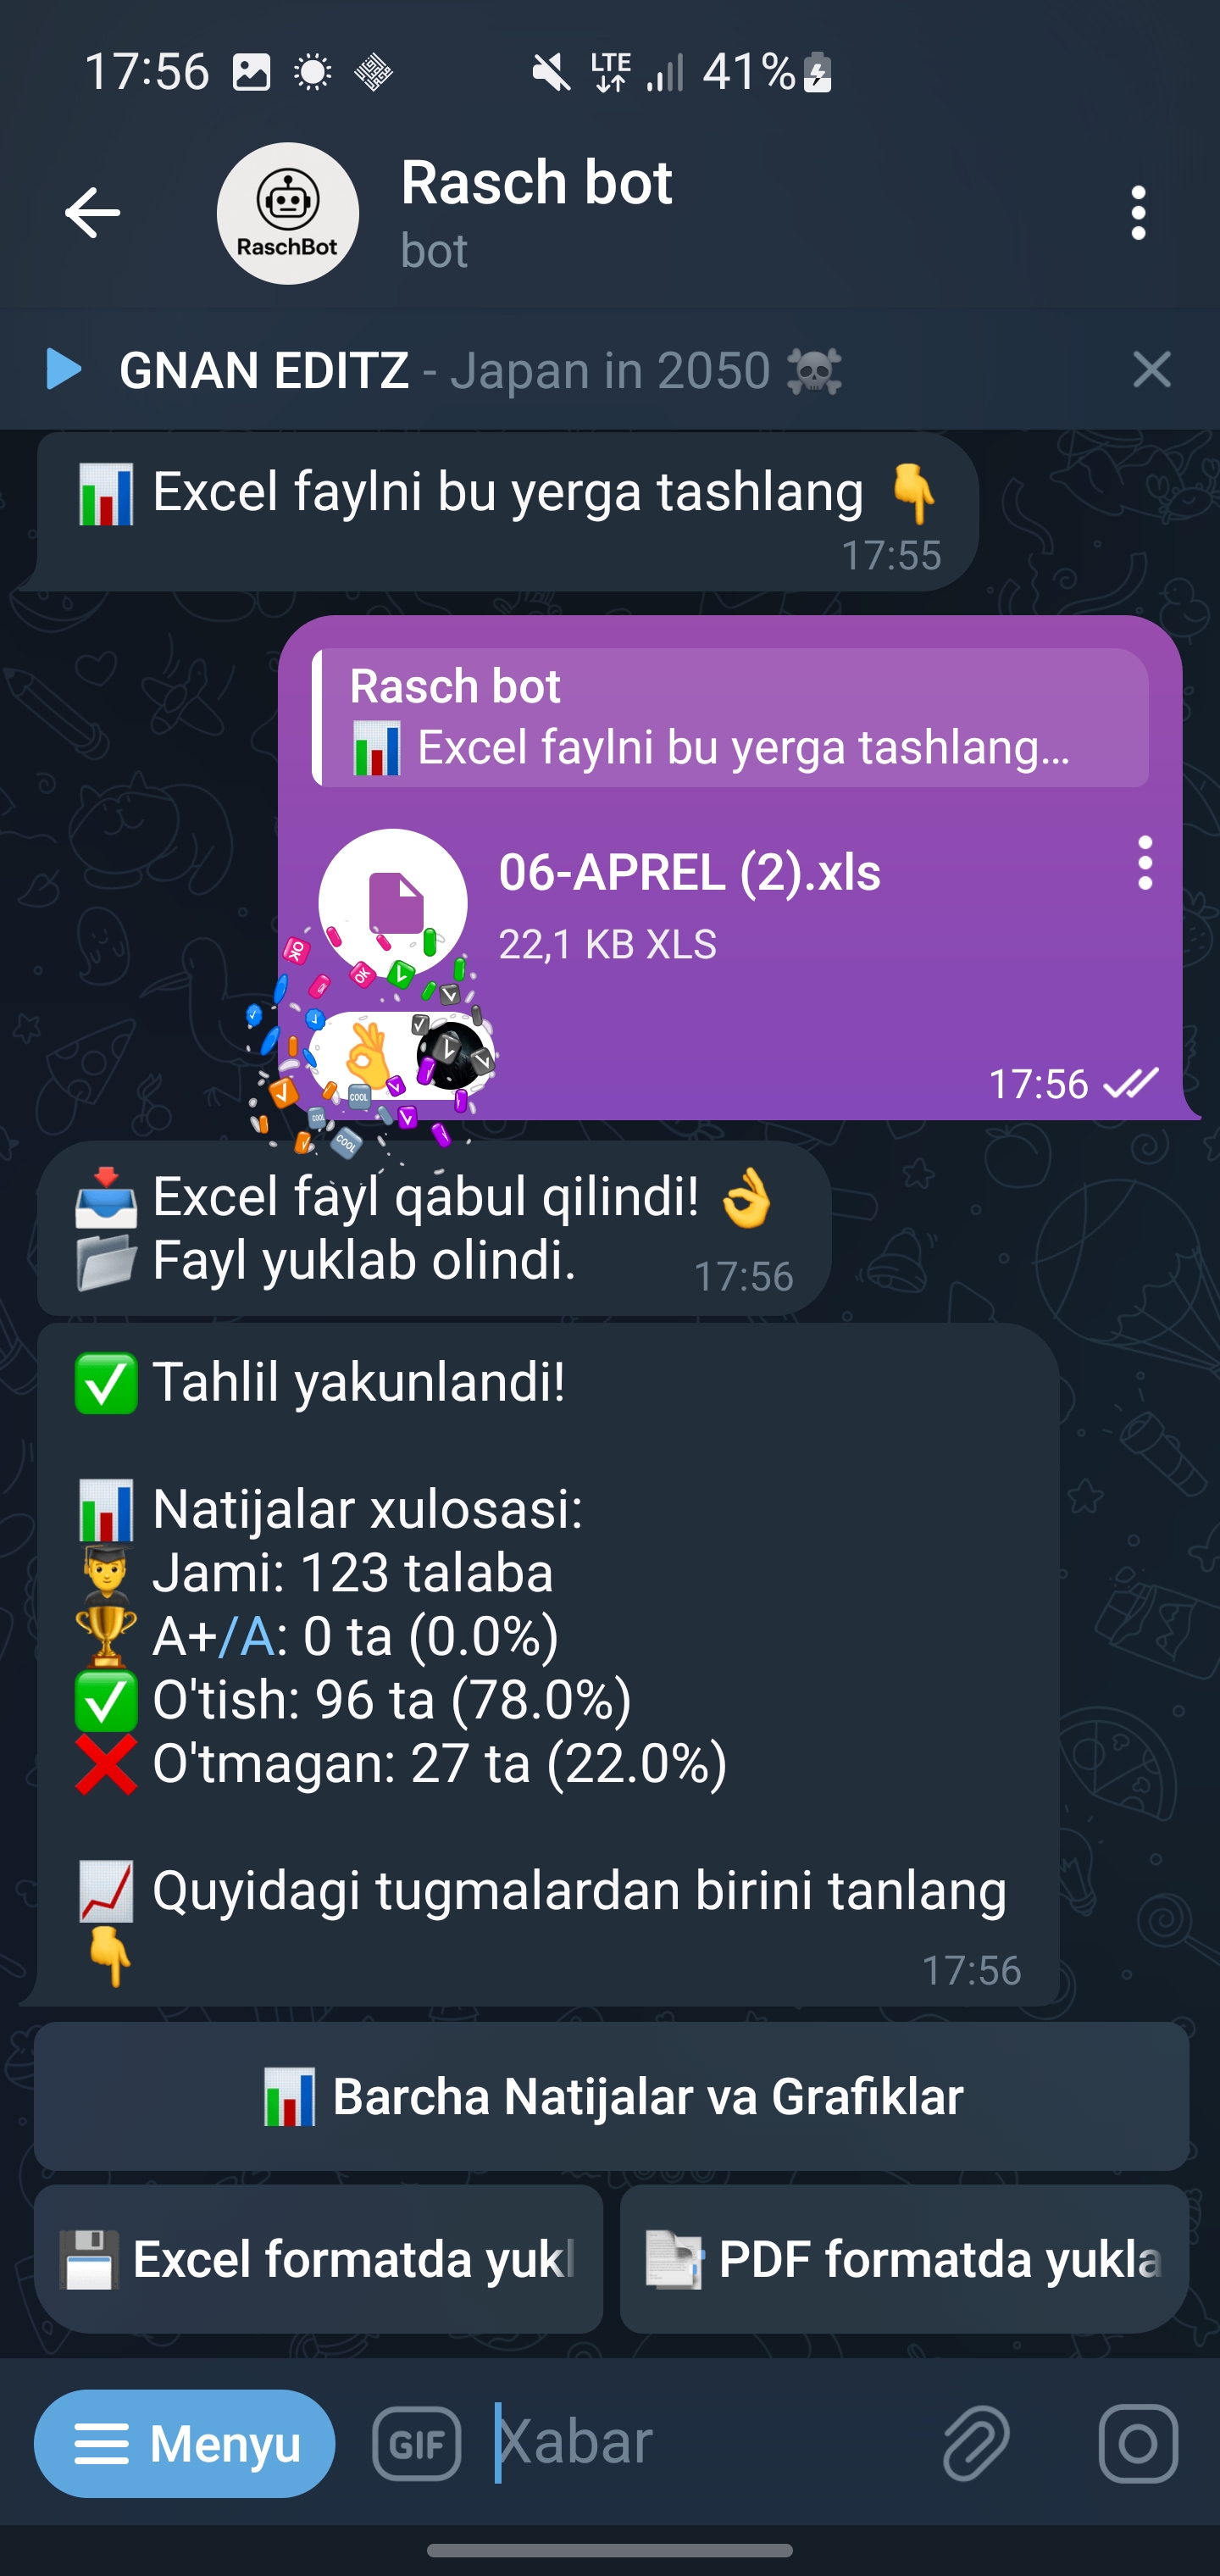 17:56
LTE
41%
RaschBot
Rasch bot
bot
GNAN EDITZ - Japan in 2050 ☠️
📊 Excel faylni bu yerga tashlang 👇
17:55
Rasch bot
📊 Excel faylni bu yerga tashlang...
06-APREL (2).xls
22,1 KB XLS
17:56
📥 Excel fayl qabul qilindi! 👌
📂 Fayl yuklab olindi.
17:56
✅ Tahlil yakunlandi!
📊 Natijalar xulosasi:
👨‍🎓 Jami: 123 talaba
🏆 A+/A: 0 ta (0.0%)
✅ O'tish: 96 ta (78.0%)
❌ O'tmagan: 27 ta (22.0%)
📈 Quyidagi tugmalardan birini tanlang
👇
17:56
📊 Barcha Natijalar va Grafiklar
💾 Excel formatda yukl
📄 PDF formatda yukla
Menyu
GIF
Xabar